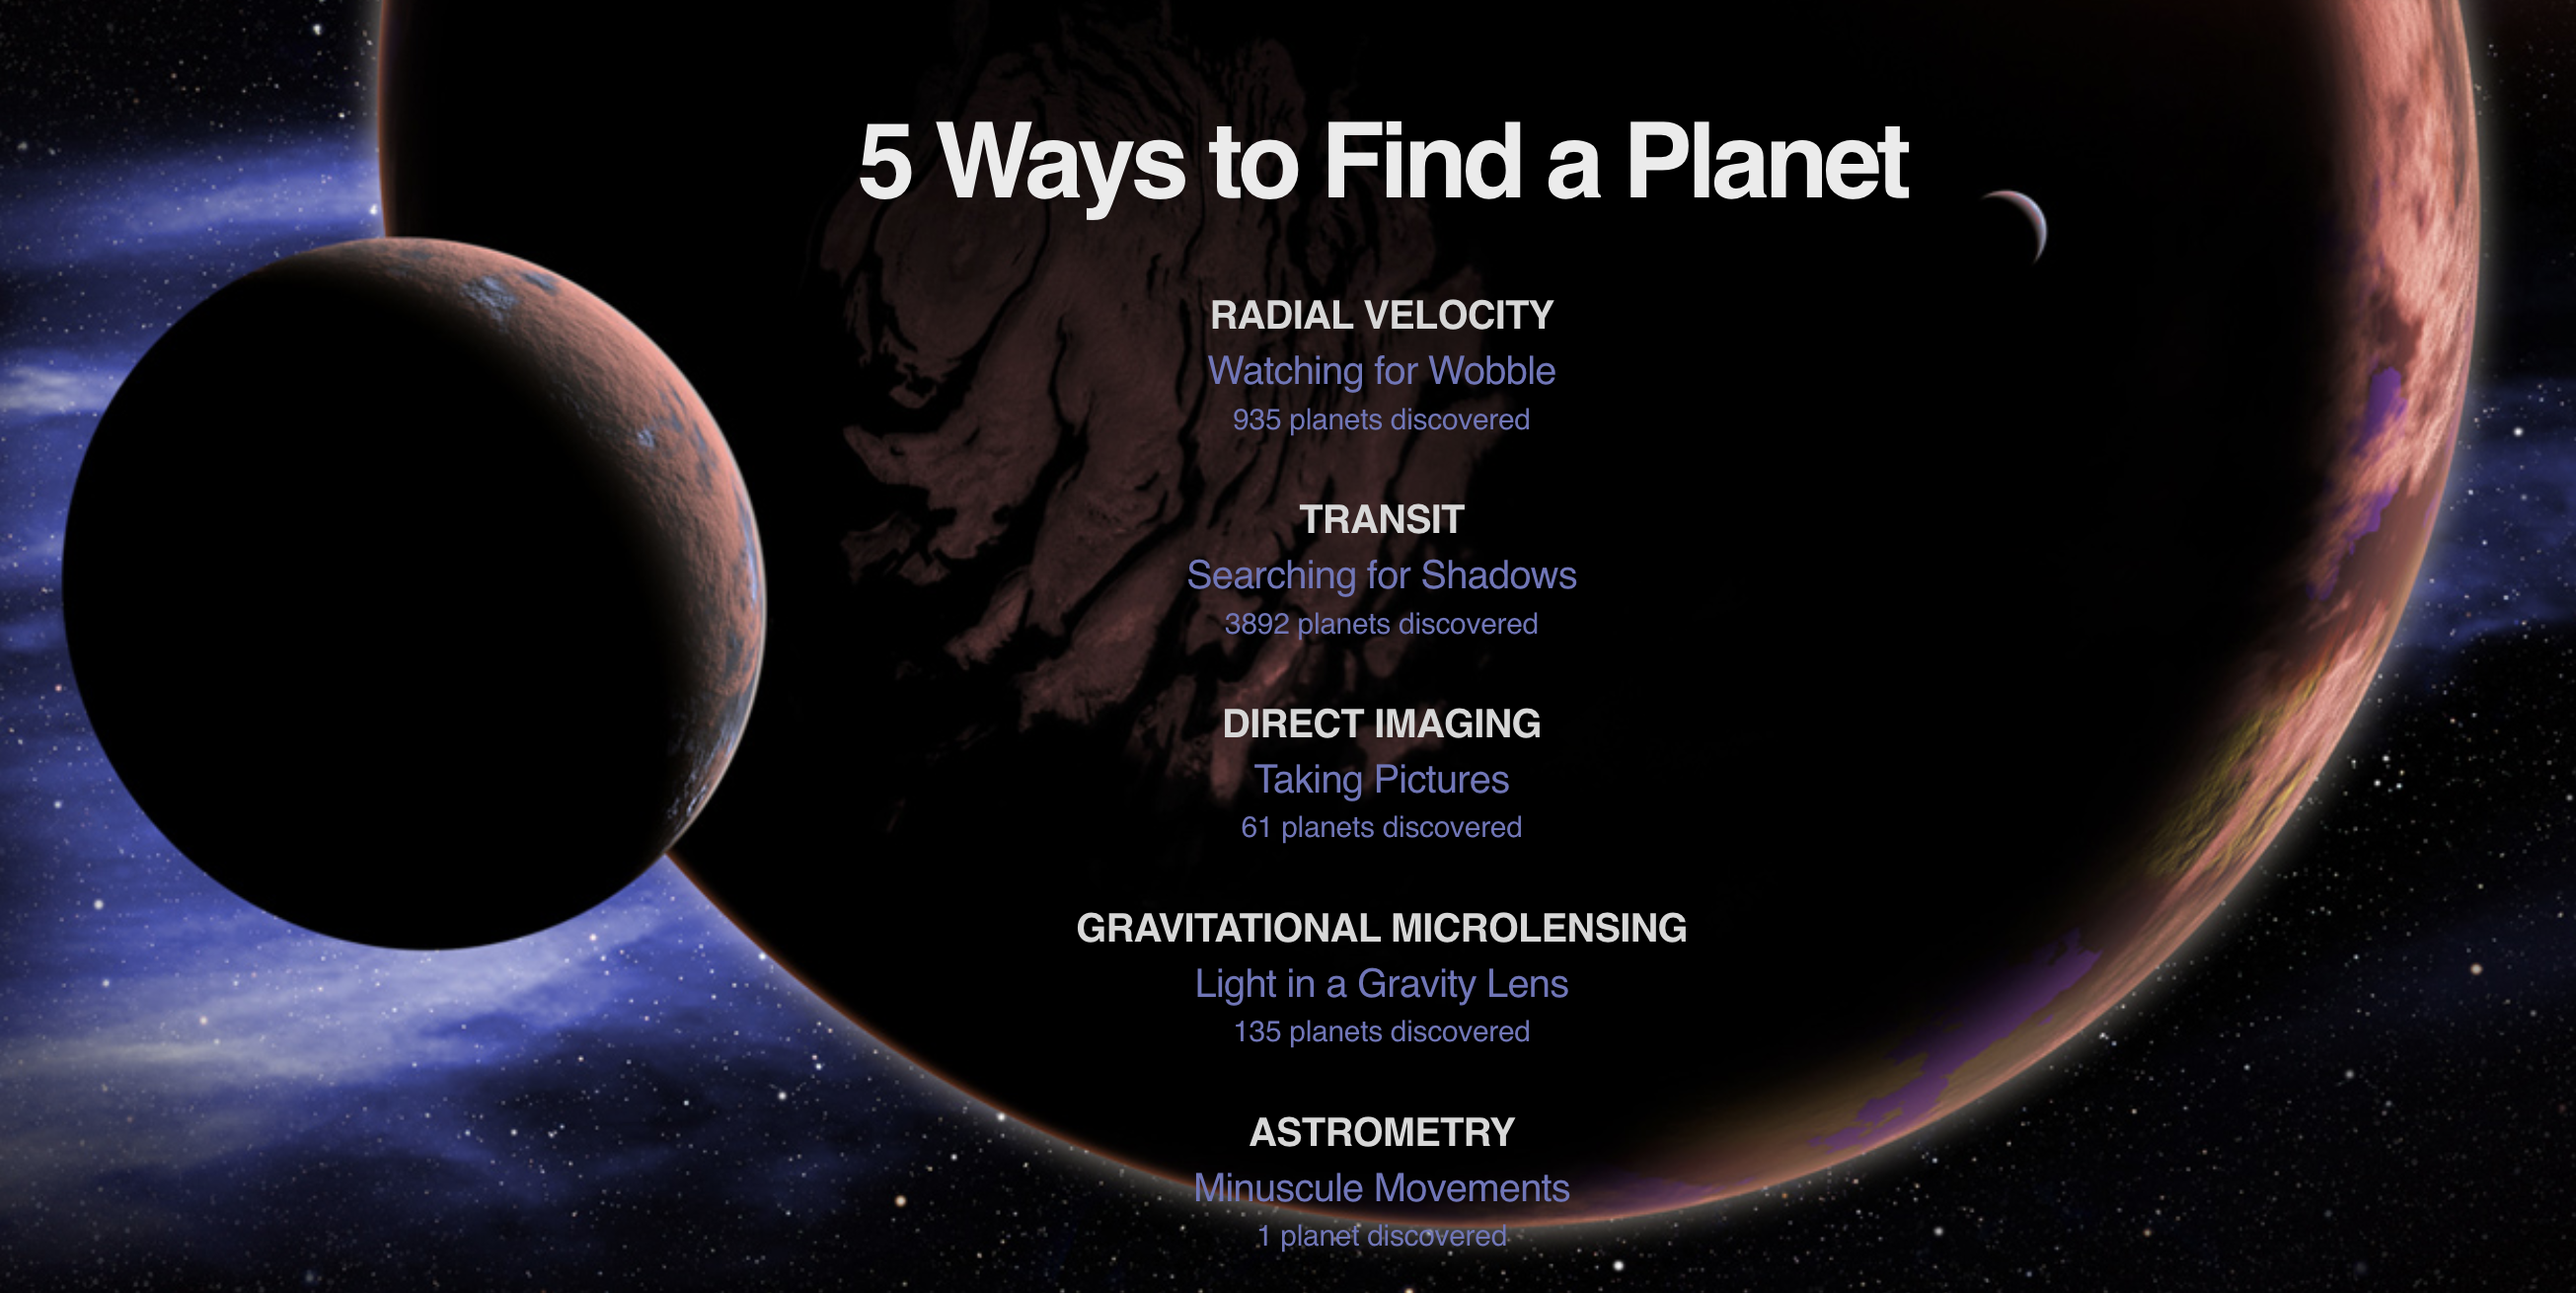 5 Ways to Find a Planet
RADIAL VELOCITY
Watching for Wobble
935 planets discovered
TRANSIT
Searching for Shadows
3892 planets discovered
DIRECT IMAGING
Taking Pictures
61 planets discovered
GRAVITATIONAL MICROLENSING
Light in a Gravity Lens
135 planets discovered
ASTROMETRY
Minuscule Movements
1 planet discovered